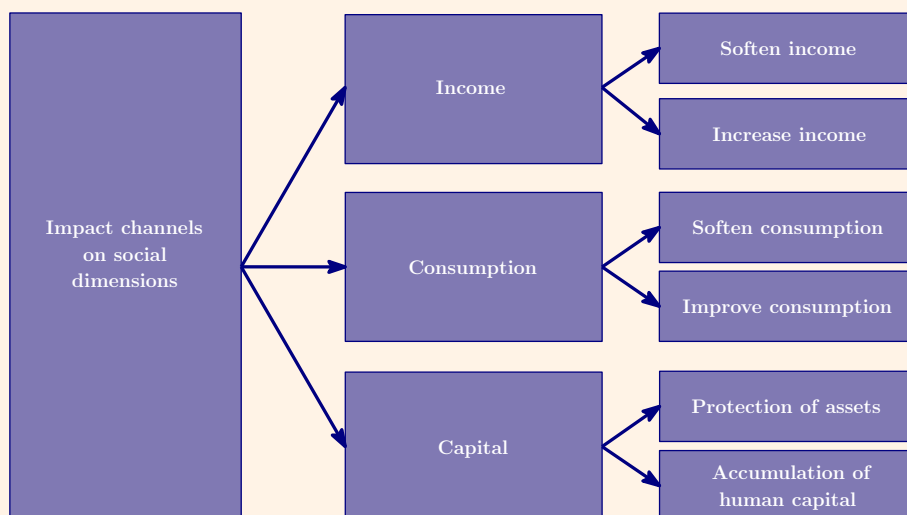 Impact channels
on social
dimensions
Income
Soften income
Increase income
Consumption
Soften consumption
Improve consumption
Capital
Protection of assets
Accumulation of
human capital